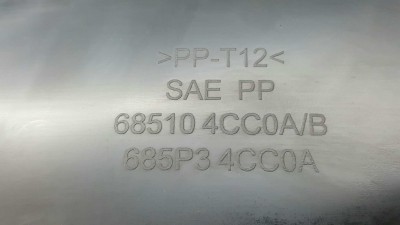 >PP-T12<
SAE PP
68510 4CC0A/B
685P3 4CC0A